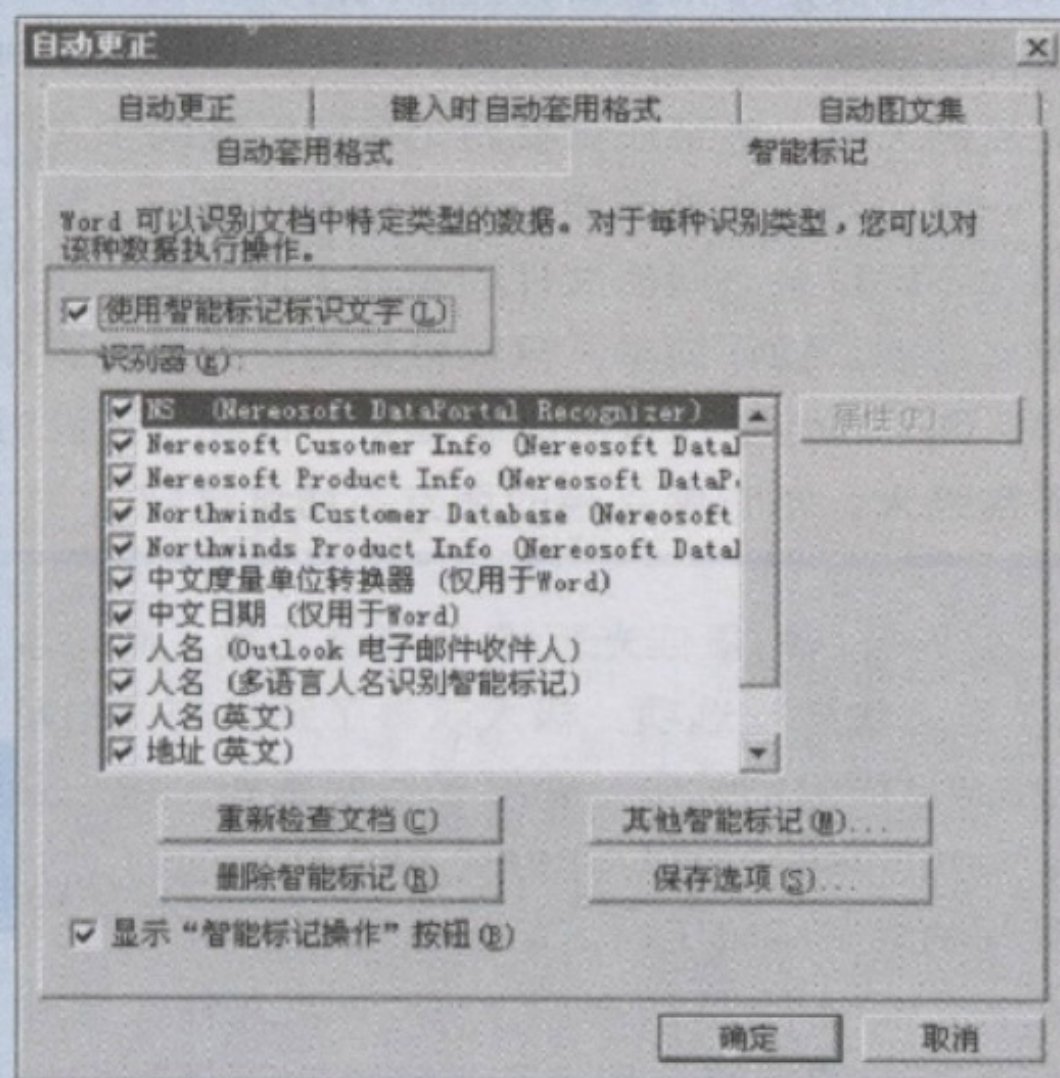 自动更正
自动更正 键入时自动套用格式 自动图文集
自动套用格式 智能标记
Word 可以识别文档中特定类型的数据。对于每种识别类型，您可以对
该种数据执行操作。
使用智能标记标识文字(L)
识别器(E):
NS (Nereosoft DataPortal Recognizer)
属性(P)...
Nereosoft Cusotmer Info (Nereosoft Data
Nereosoft Product Info (Nereosoft DataP
Northwinds Customer Database (Nereosoft
Northwinds Product Info (Nereosoft Data
中文度量单位转换器 (仅用于Word)
中文日期 (仅用于Word)
人名 (Outlook 电子邮件收件人)
人名 (多语言人名识别智能标记)
人名(英文)
地址(英文)
重新检查文档(C) 其他智能标记(M)...
删除智能标记(R) 保存选项(S)...
显示“智能标记操作”按钮(B)
确定 取消